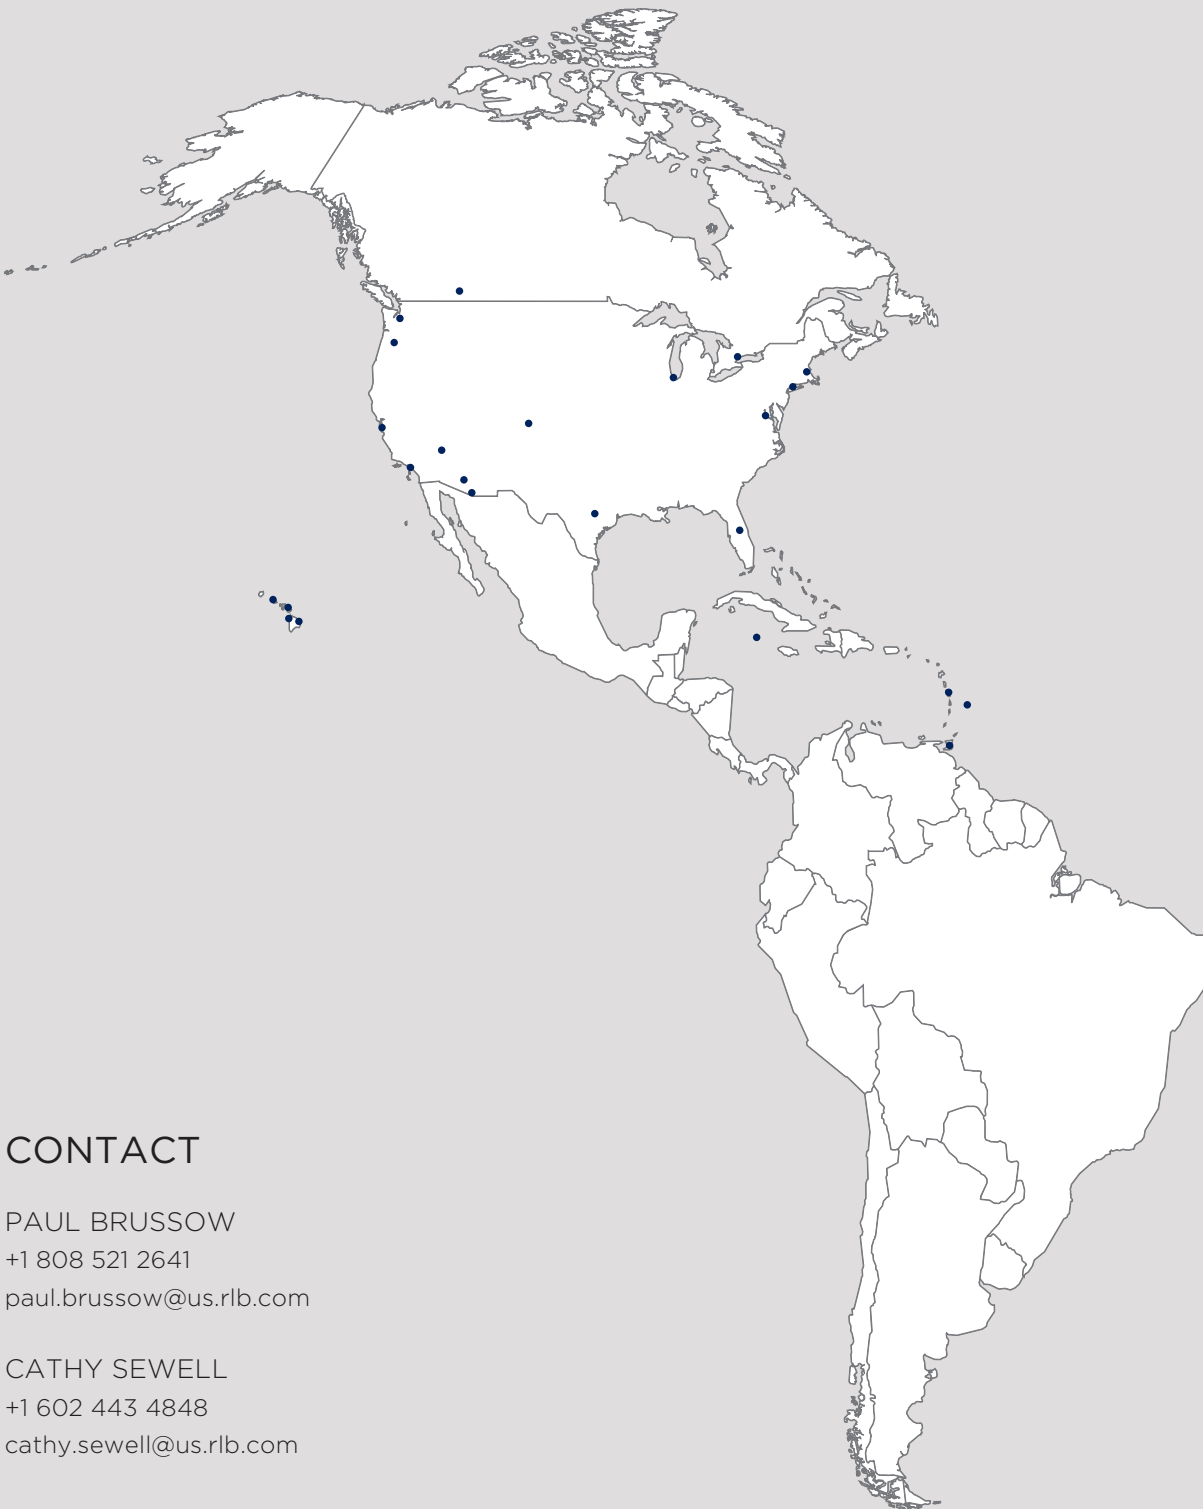 CONTACT
PAUL BRUSSOW
+1 808 521 2641
paul.brussow@us.rlb.com
CATHY SEWELL
+1 602 443 4848
cathy.sewell@us.rlb.com